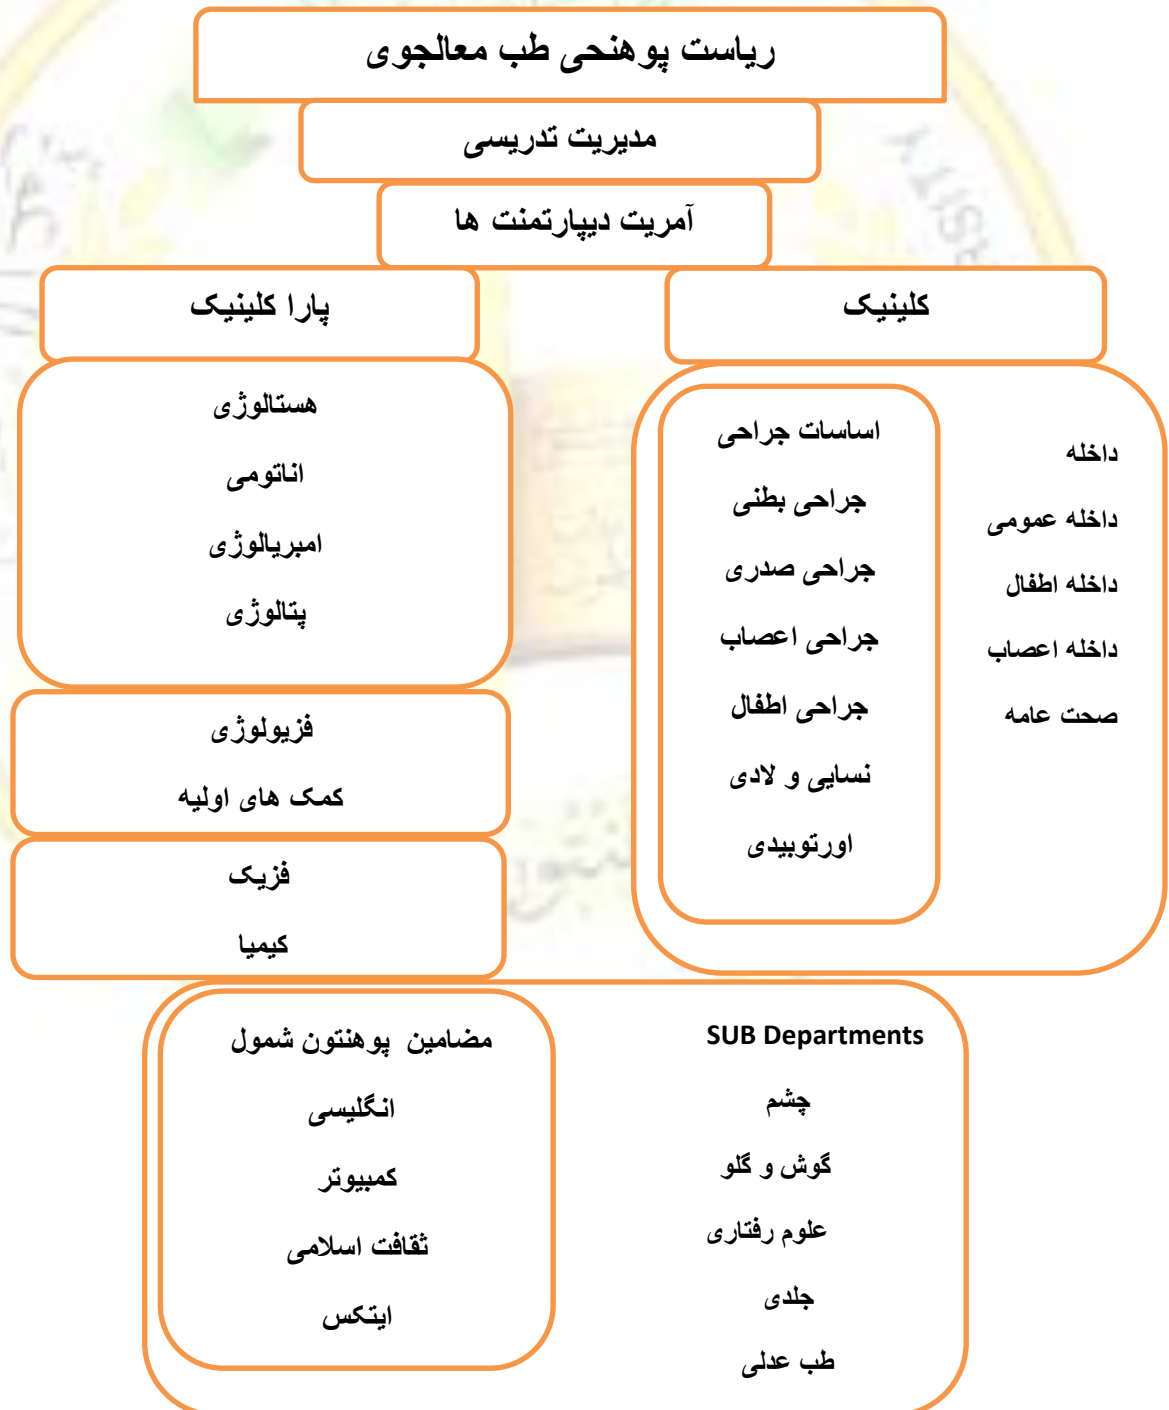 ریاست پوهنحی طب معالجوی
مدیریت تدریسی
آمریت دیپارتمنت ها
کلینیک
پارا کلینیک
داخله
داخله عمومی
داخله اطفال
داخله اعصاب
صحت عامه
اساسات جراحی
جراحی بطنی
جراحی صدری
جراحی اعصاب
جراحی اطفال
نسایی و لادی
اورتوبیدی
هستالوژی
اناتومی
امبریالوژی
پتالوژی
فزیولوژی
کمک های اولیه
فزیک
کیمیا
SUB Departments
چشم
گوش و گلو
علوم رفتاری
جلدی
طب عدلی
مضامین پوهنتون شمول
انگلیسی
کمبیوتر
ثقافت اسلامی
ایتکس